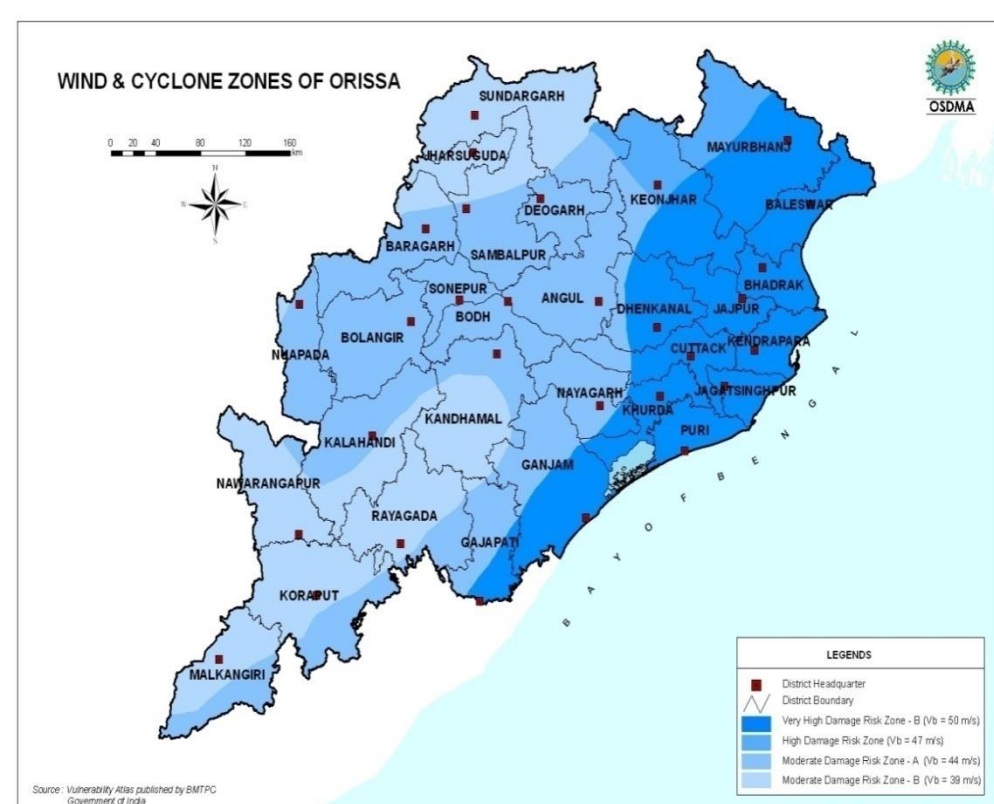 WIND & CYCLONE ZONES OF ORISSA
OSDMA
0 20 40 80 120 160
km
N
W E
S
SUNDARGARH
JHARSUGUDA
MAYURBHANJ
KEONJHAR
DEOGARH
BALESWAR
BARAGARH
SAMBALPUR
BHADRAK
SONEPUR
ANGUL
DHENKANAL
JAJPUR
BODH
BOLANGIR
KENDRAPARA
CUTTACK
NUAPADA
NAYAGARH
JAGATSINGHPUR
KHURDA
KANDHAMAL
PURI
KALAHANDI
GANJAM
NAWARANGAPUR
RAYAGADA
GAJAPATI
KORAPUT
MALKANGIRI
BAY OF BENGAL
LEGENDS
District Headquarter
District Boundary
Very High Damage Risk Zone - B (Vb = 50 m/s)
High Damage Risk Zone (Vb = 47 m/s)
Moderate Damage Risk Zone - A (Vb = 44 m/s)
Moderate Damage Risk Zone - B (Vb = 39 m/s)
Source : Vulnerability Atlas published by BMTPC
Government of India